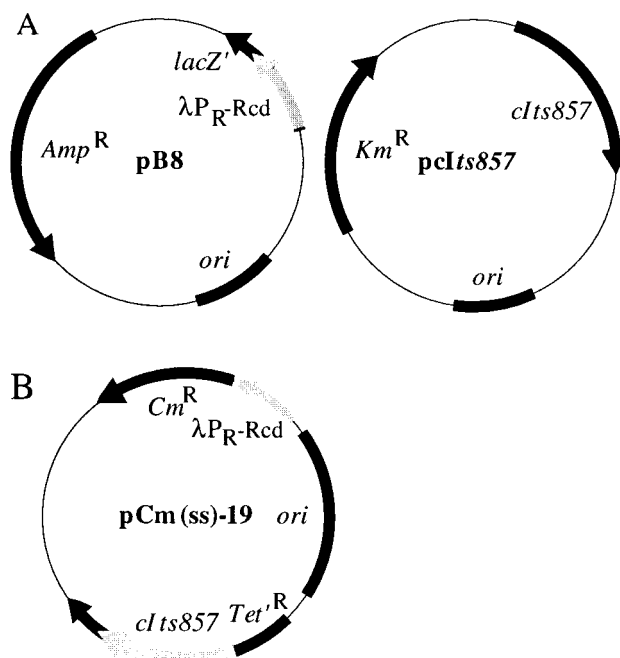 A
lacZ'
λPR-Rcd
AmpR
pB8
ori
cIts857
KmR
pcIts857
ori
B
CmR
λPR-Rcd
pCm (ss)-19
ori
cIts857
Tet'R